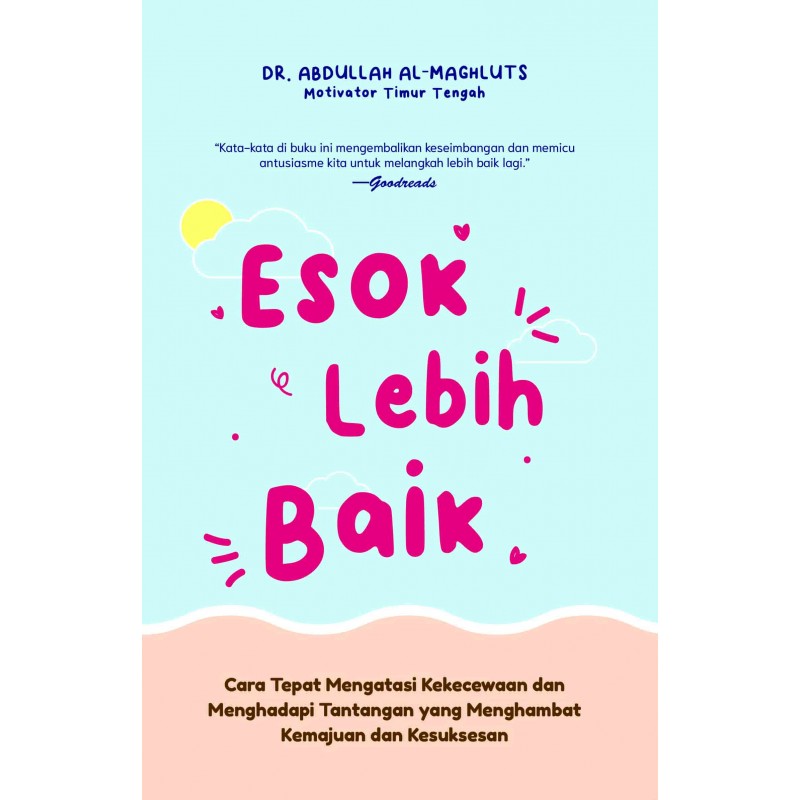 DR. ABDULLAH AL-MAGHLUTS
Motivator Timur Tengah
“Kata-kata di buku ini mengembalikan keseimbangan dan memicu
antusiasme kita untuk melangkah lebih baik lagi.”
—Goodreads
Esok
Lebih
Baik
Cara Tepat Mengatasi Kekecewaan dan
Menghadapi Tantangan yang Menghambat
Kemajuan dan Kesuksesan